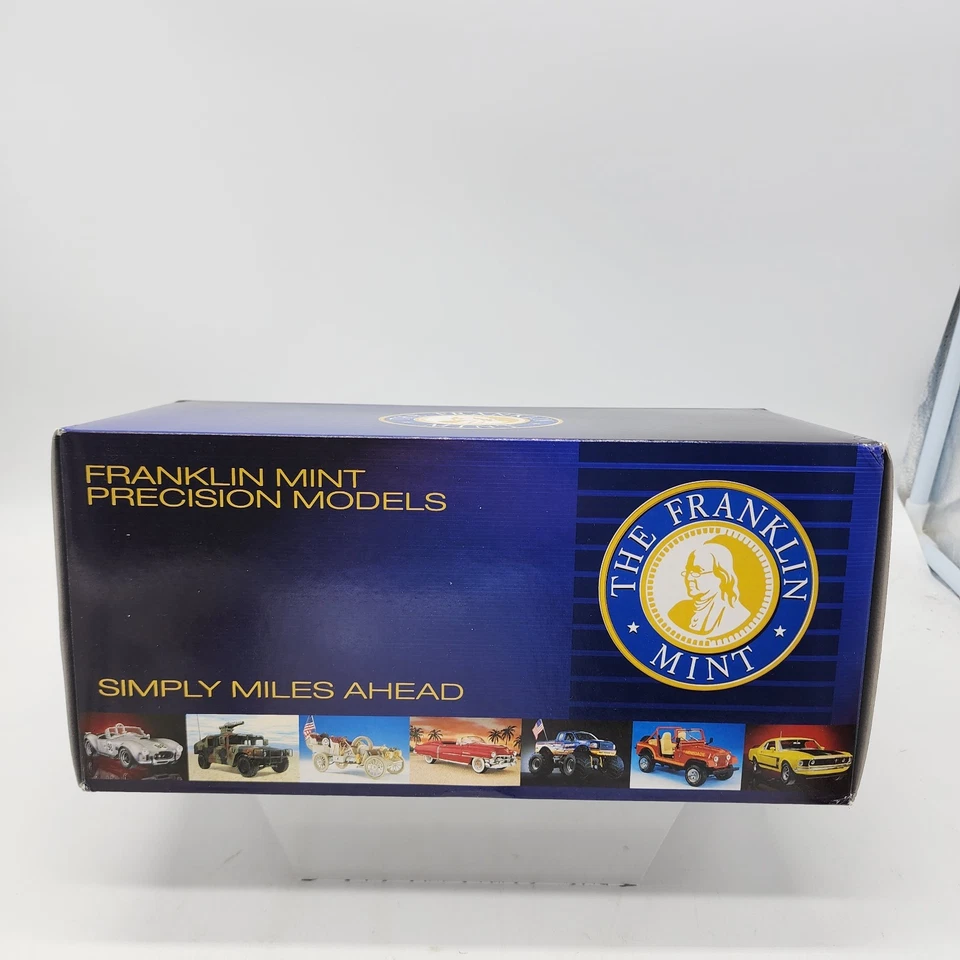 FRANKLIN MINT
PRECISION MODELS
THE FRANKLIN
MINT
SIMPLY MILES AHEAD